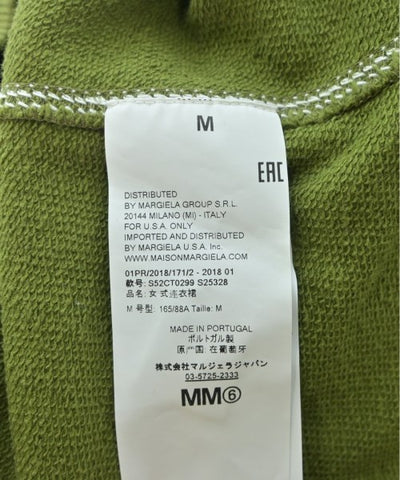 M
EAC
DISTRIBUTED
BY MARGIELA GROUP S.R.L.
20144 MILANO (MI) - ITALY
FOR U.S.A. ONLY
IMPORTED AND DISTRIBUTED
BY MARGIELA U.S.A. Inc.
WWW.MAISONMARGIELA.COM
01PR/2018/171/2 - 2018 01
款号: S52CT0299 S25328
品名: 女式连衣裙
M 号型: 165/88A Taille: M
MADE IN PORTUGAL
ポルトガル製
原产国: 在葡萄牙
株式会社マルジェラジャパン
03-5725-2333
MM⑥